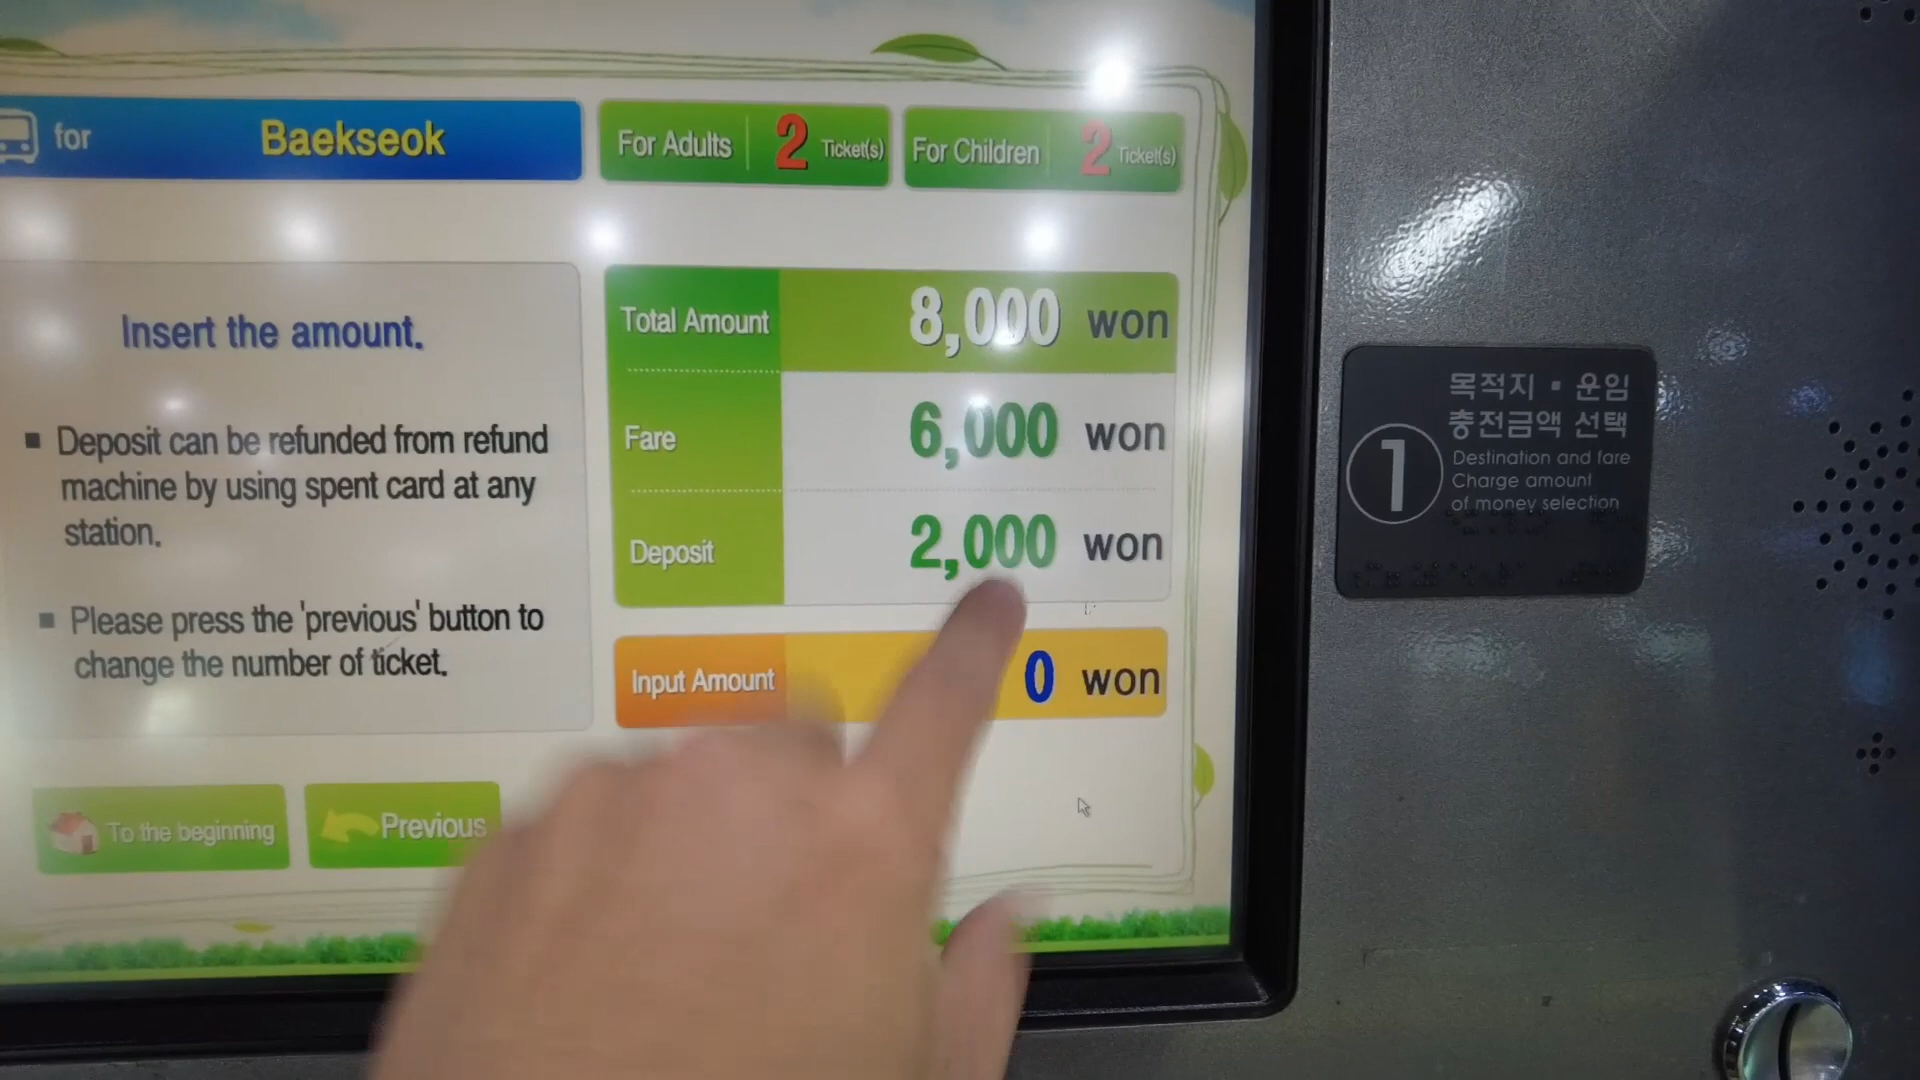 for Baekseok
For Adults 2 Ticket(s)
For Children 2 Ticket(s)
Insert the amount.
▪ Deposit can be refunded from refund
machine by using spent card at any
station.
▪ Please press the 'previous' button to
change the number of ticket.
Total Amount 8,000 won
Fare 6,000 won
Deposit 2,000 won
Input Amount 0 won
To the beginning
Previous
1
목적지 ▪ 운임
충전금액 선택
Destination and fare
Charge amount
of money selection